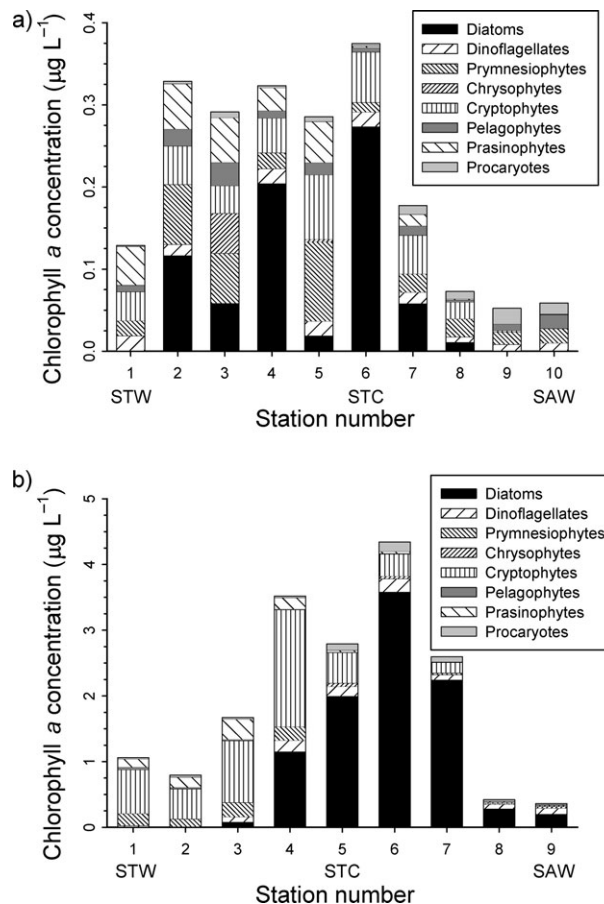 a)
Chlorophyll a concentration (µg L⁻¹)
0.4
0.3
0.2
0.1
0.0
Diatoms
Dinoflagellates
Prymnesiophytes
Chrysophytes
Cryptophytes
Pelagophytes
Prasinophytes
Procaryotes
1 2 3 4 5 6 7 8 9 10
STW STC SAW
Station number
b)
Chlorophyll a concentration (µg L⁻¹)
5
4
3
2
1
0
Diatoms
Dinoflagellates
Prymnesiophytes
Chrysophytes
Cryptophytes
Pelagophytes
Prasinophytes
Procaryotes
1 2 3 4 5 6 7 8 9
STW STC SAW
Station number